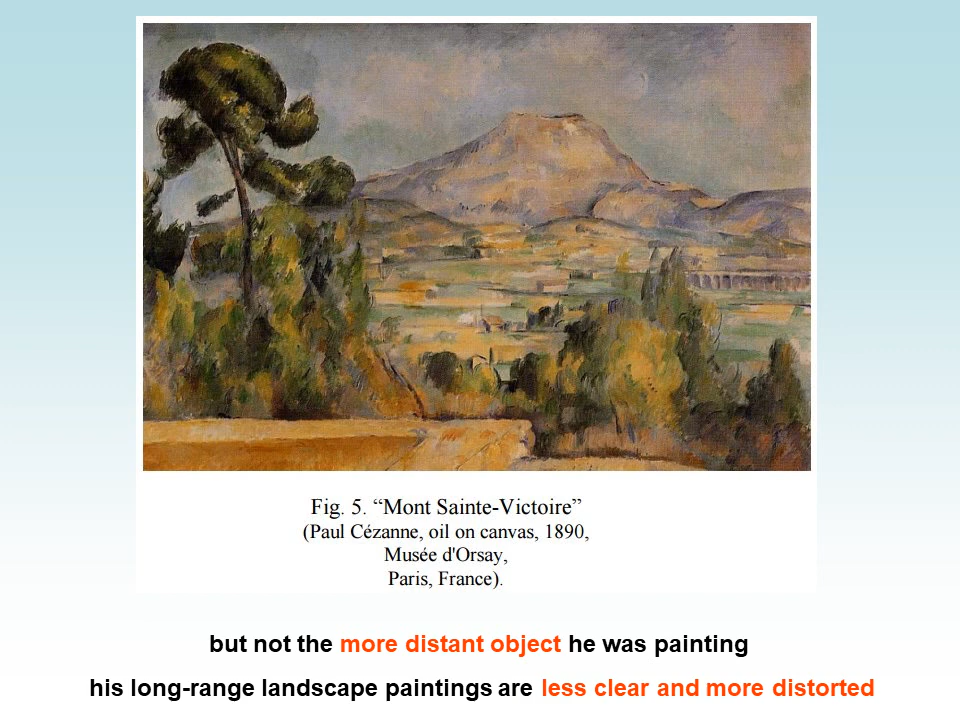 Fig. 5. “Mont Sainte-Victoire”
(Paul Cézanne, oil on canvas, 1890,
Musée d'Orsay,
Paris, France).
but not the more distant object he was painting
his long-range landscape paintings are less clear and more distorted